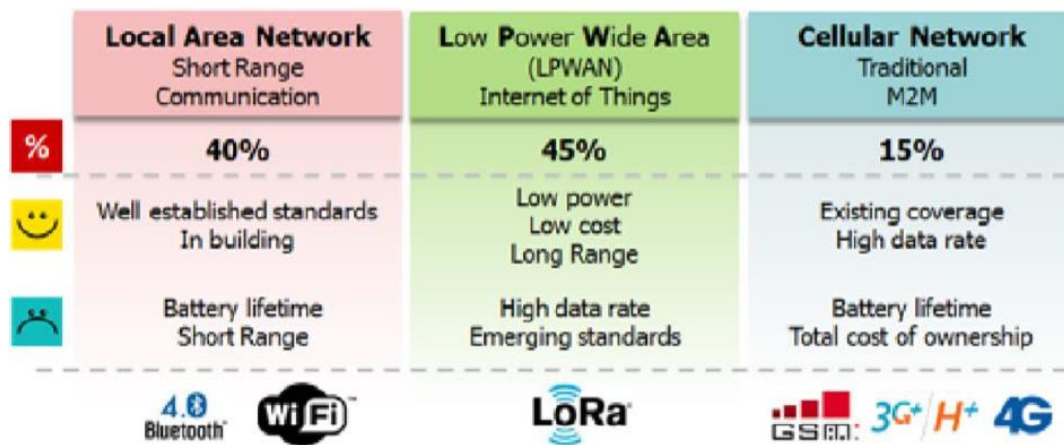 Local Area Network
Short Range
Communication
Low Power Wide Area
(LPWAN)
Internet of Things
Cellular Network
Traditional
M2M
%
40%
45%
15%
Well established standards
In building
Low power
Low cost
Long Range
Existing coverage
High data rate
Battery lifetime
Short Range
High data rate
Emerging standards
Battery lifetime
Total cost of ownership
4.0
Bluetooth
WiFi
LoRa
GSM
3G+/H+
4G